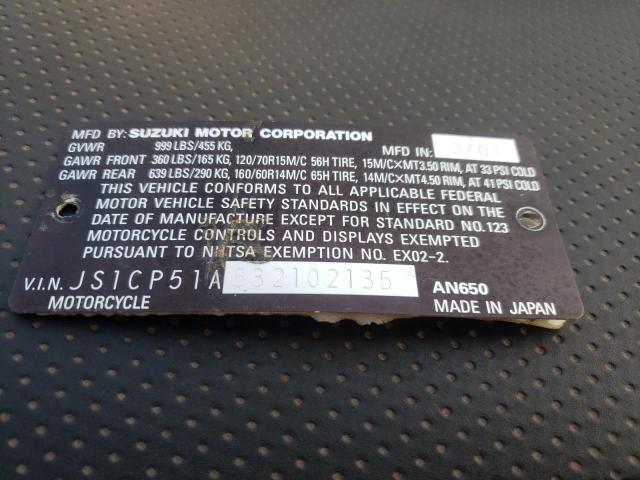 MFD BY: SUZUKI MOTOR CORPORATION
GVWR 999 LBS/455 KG, MFD IN: 3/03
GAWR FRONT 360 LBS/165 KG, 120/70R15M/C 56H TIRE, 15M/C×MT3.50 RIM, AT 33 PSI COLD
GAWR REAR 639 LBS/290 KG, 160/60R14M/C 65H TIRE, 14M/C×MT4.50 RIM, AT 41 PSI COLD
THIS VEHICLE CONFORMS TO ALL APPLICABLE FEDERAL
MOTOR VEHICLE SAFETY STANDARDS IN EFFECT ON THE
DATE OF MANUFACTURE EXCEPT FOR STANDARD NO.123
MOTORCYCLE CONTROLS AND DISPLAYS EXEMPTED
PURSUANT TO NHTSA EXEMPTION NO. EX02-2.
V.I.N. JS1CP51A532102135 AN650
MOTORCYCLE MADE IN JAPAN